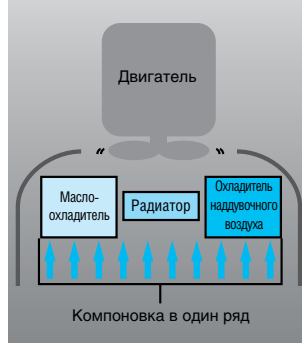 Двигатель
Масло-
охладитель
Радиатор
Охладитель
наддувочного
воздуха
Компоновка в один ряд